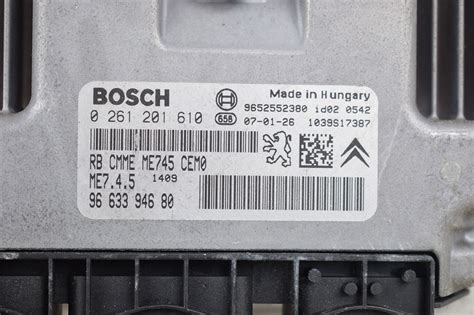 BOSCH
Made in Hungary
9652552380 id02 0542
0 261 201 610 658 07-01-26 1039S17387
RB CMME ME745 CEM0
ME7.4.5 1409
96 633 946 80